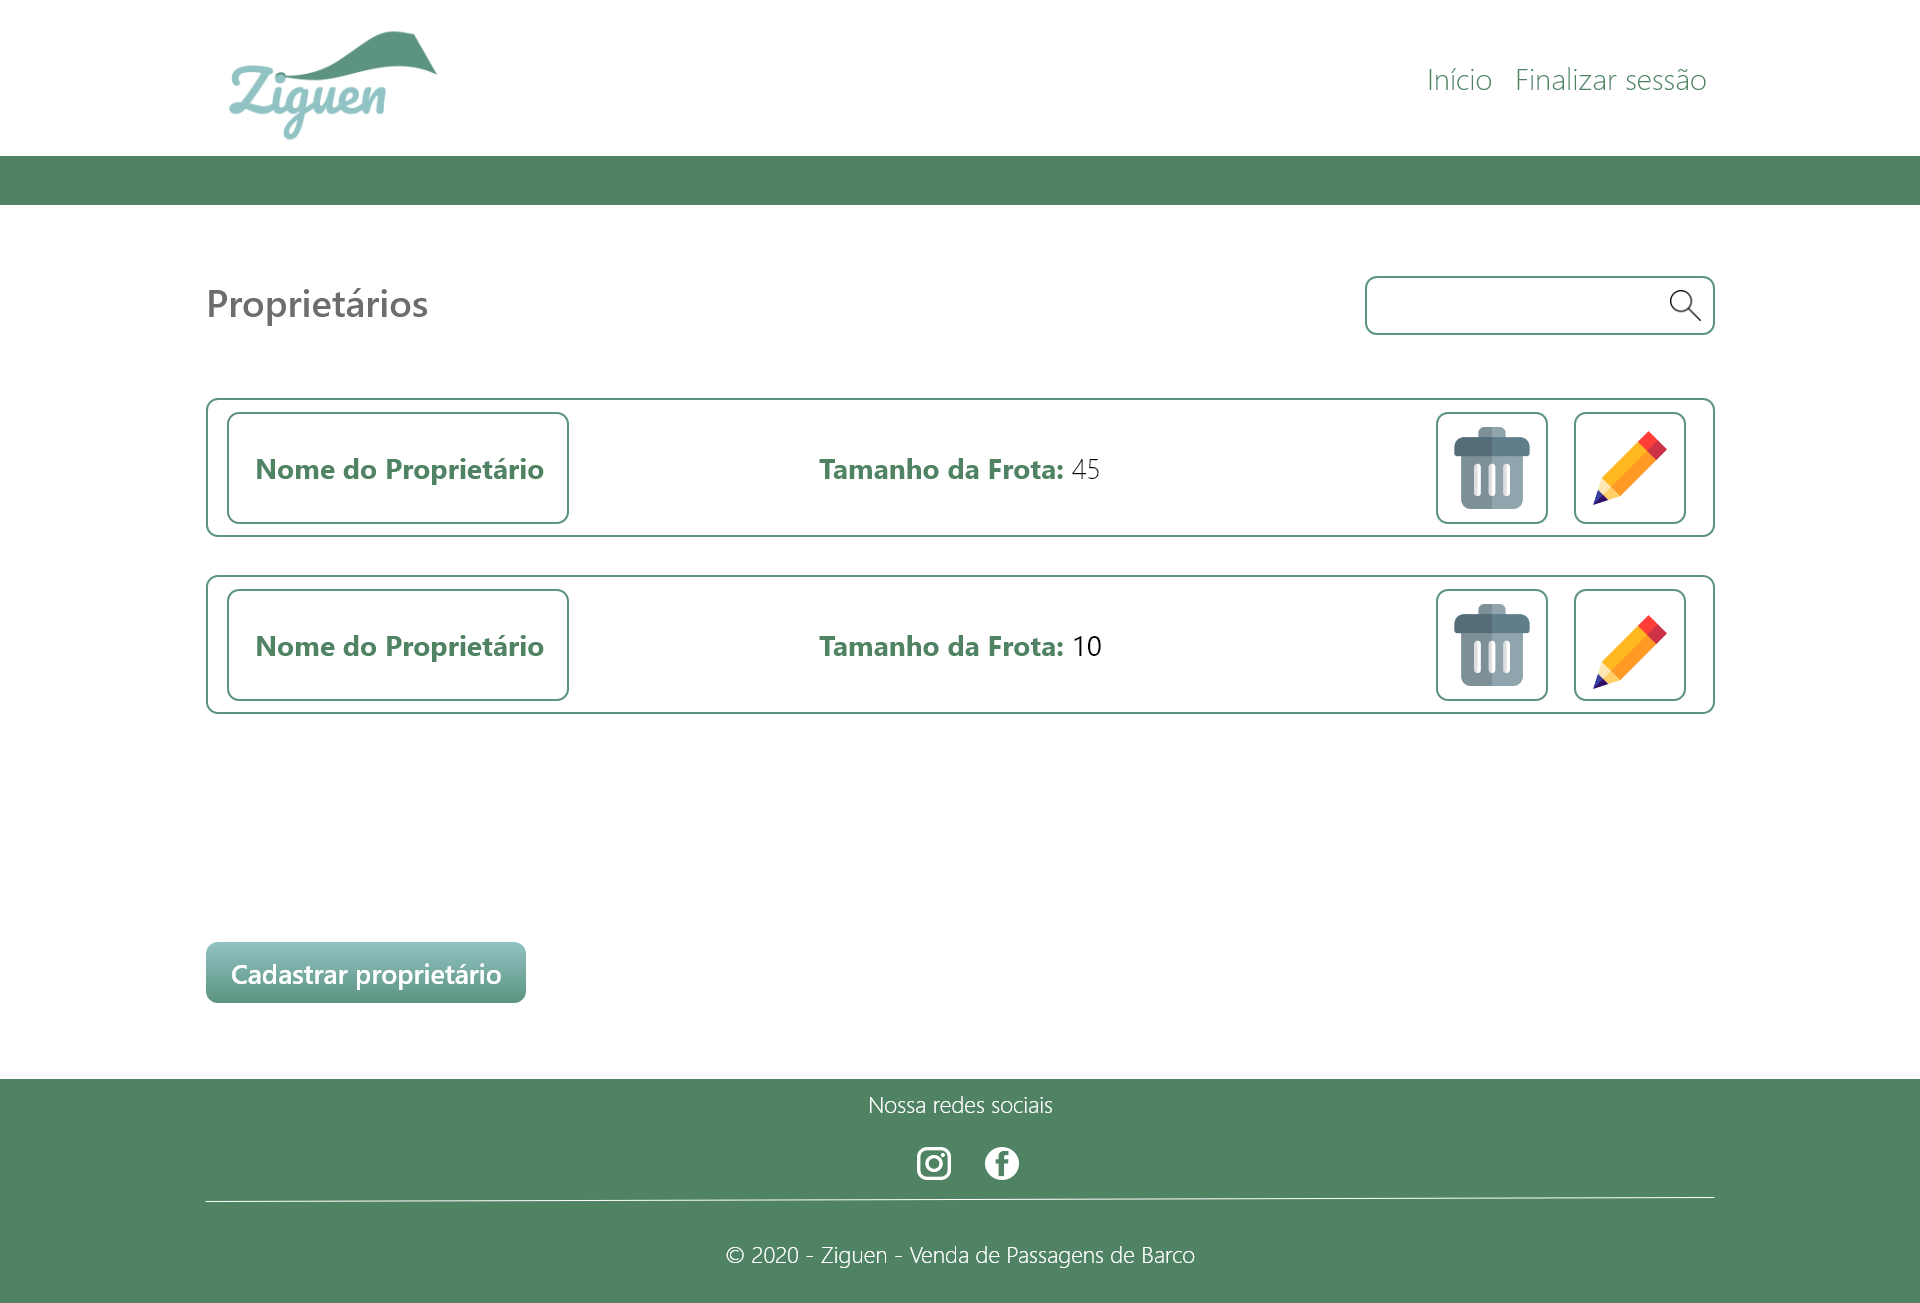 Ziguen
Início Finalizar sessão
Proprietários
Nome do Proprietário
Tamanho da Frota: 45
Nome do Proprietário
Tamanho da Frota: 10
Cadastrar proprietário
Nossa redes sociais
© 2020 - Ziguen - Venda de Passagens de Barco